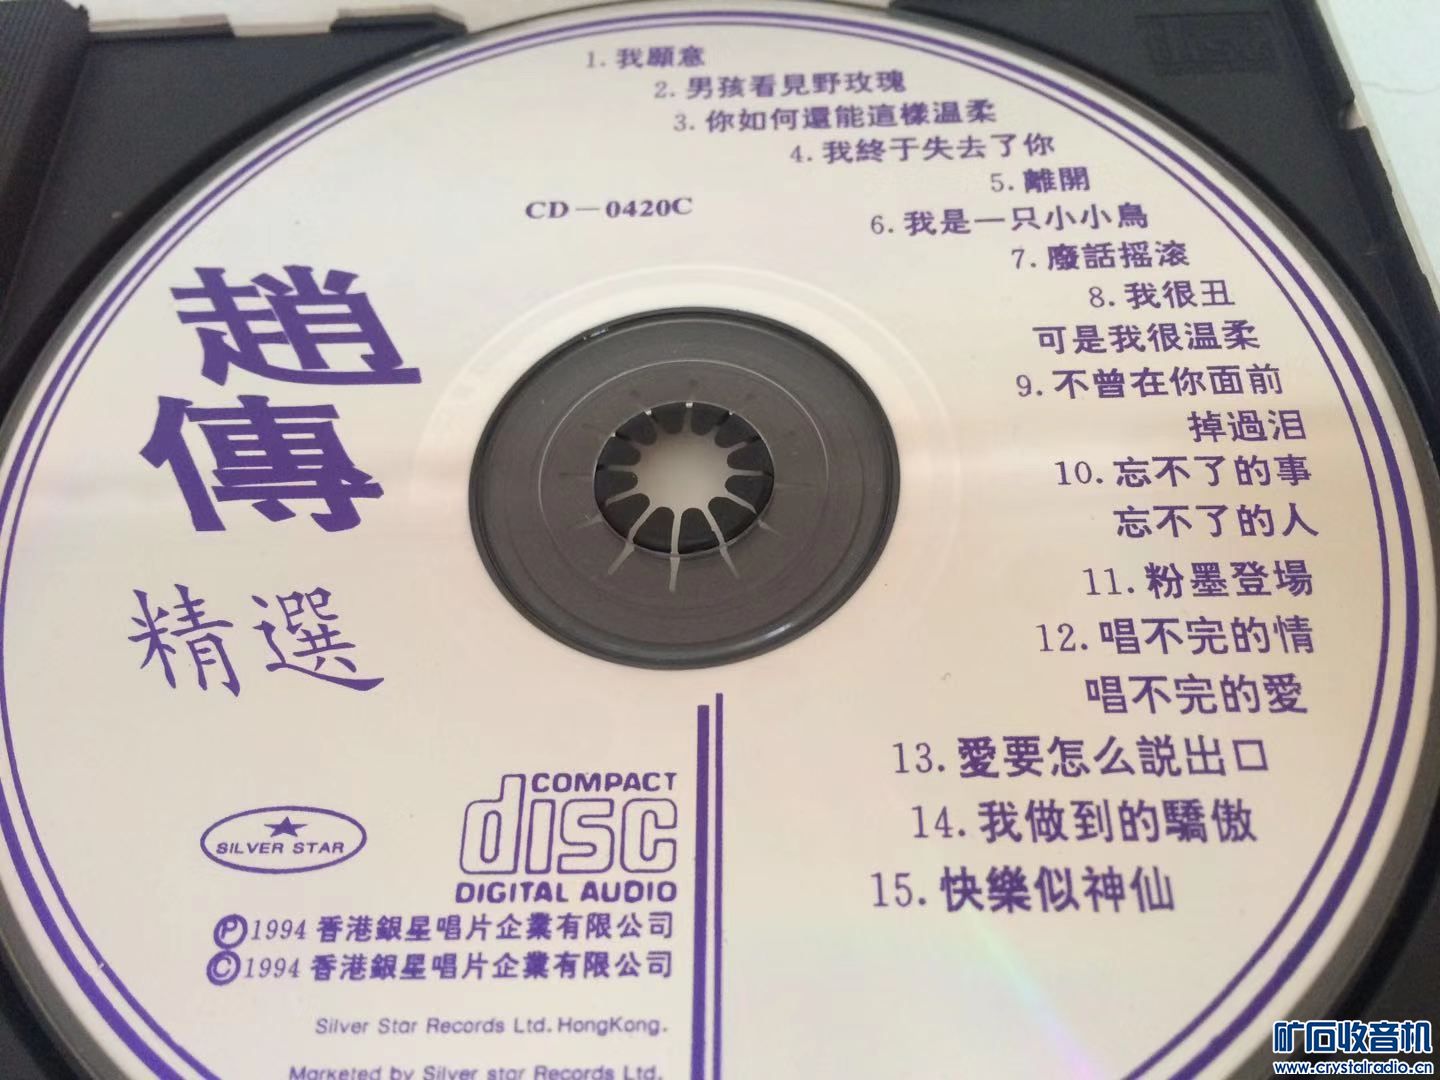 1.我願意
2.男孩看見野玫瑰
3.你如何還能這樣温柔
4.我終于失去了你
5.離開
CD－0420C
6.我是一只小小鳥
7.廢話摇滚
8.我很丑
可是我很温柔
9.不曾在你面前
掉過泪
10.忘不了的事
忘不了的人
11.粉墨登場
12.唱不完的情
唱不完的愛
13.愛要怎么説出口
14.我做到的驕傲
15.快樂似神仙
趙
傳
精選
SILVER STAR
COMPACT
disc
DIGITAL AUDIO
Ⓟ1994 香港銀星唱片企業有限公司
©1994 香港銀星唱片企業有限公司
Silver Star Records Ltd. HongKong.
Marketed by Silver star Records Ltd.
disc
矿石收音机
www.crystalradio.cn